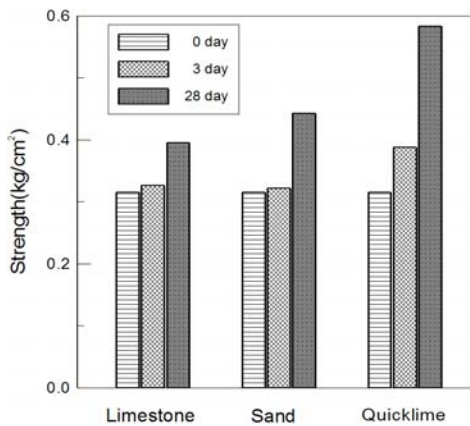 0.6
0 day
3 day
28 day
0.4
Strength(kg/cm²)
0.2
0.0
Limestone Sand Quicklime